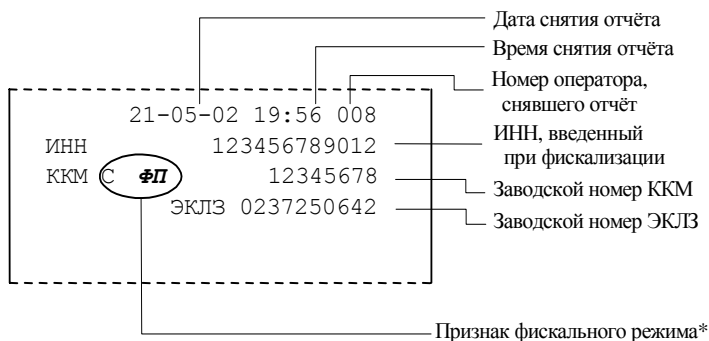 Дата снятия отчёта
Время снятия отчёта
Номер оператора,
снявшего отчёт
21-05-02 19:56 008
ИНН 123456789012
ИНН, введенный
при фискализации
ККМ С ФП 12345678
Заводской номер ККМ
ЭКЛЗ 0237250642
Заводской номер ЭКЛЗ
Признак фискального режима*